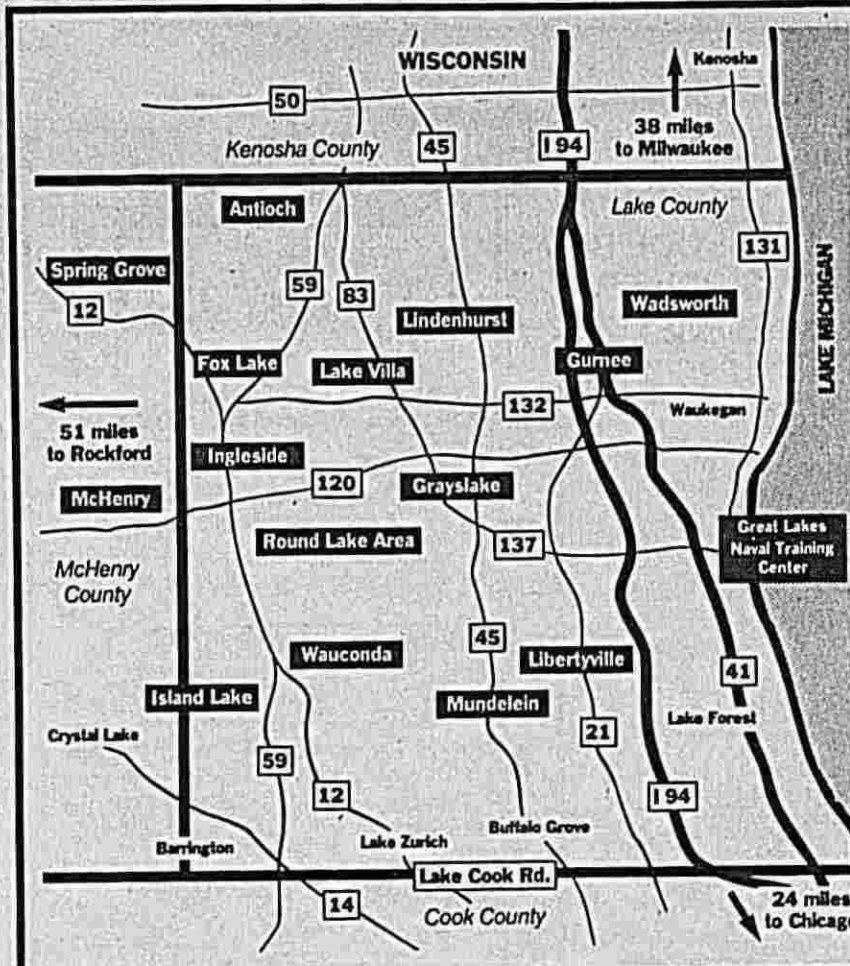 WISCONSIN
Kenosha
50
38 miles
to Milwaukee
Kenosha County
45
I 94
Antioch
Lake County
131
Spring Grove
12
59
83
Wadsworth
LAKE MICHIGAN
Lindenhurst
Fox Lake
Lake Villa
Gurnee
132
Waukegan
51 miles
to Rockford
Ingleside
120
Grayslake
McHenry
Great Lakes
Naval Training
Center
Round Lake Area
137
McHenry
County
45
Wauconda
Libertyville
41
Island Lake
Mundelein
Lake Forest
Crystal Lake
59
21
12
I 94
Barrington
Lake Zurich
Buffalo Grove
Lake Cook Rd.
14
Cook County
24 miles
to Chicago